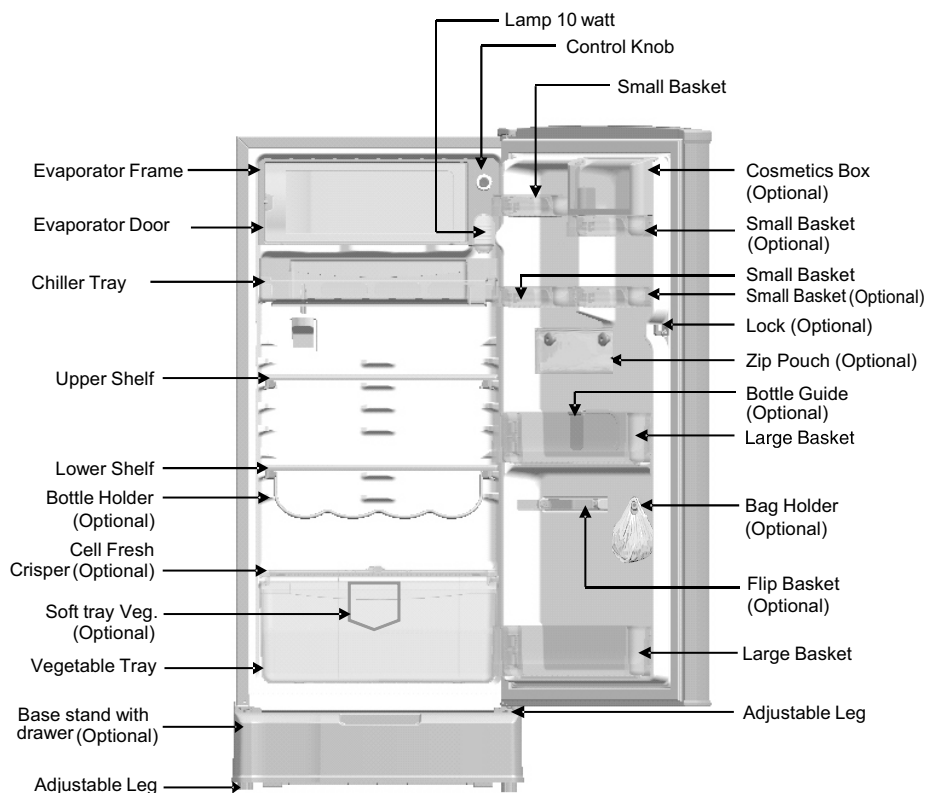 Lamp 10 watt
Control Knob
Small Basket
Evaporator Frame
Evaporator Door
Chiller Tray
Upper Shelf
Lower Shelf
Bottle Holder
(Optional)
Cell Fresh
Crisper (Optional)
Soft tray Veg.
(Optional)
Vegetable Tray
Base stand with
drawer (Optional)
Adjustable Leg
Cosmetics Box
(Optional)
Small Basket
(Optional)
Small Basket
Small Basket (Optional)
Lock (Optional)
Zip Pouch (Optional)
Bottle Guide
(Optional)
Large Basket
Bag Holder
(Optional)
Flip Basket
(Optional)
Large Basket
Adjustable Leg